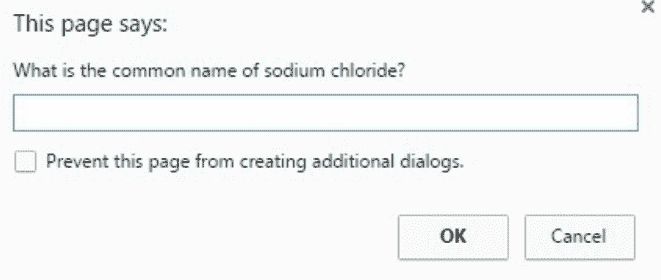 This page says:
What is the common name of sodium chloride?
Prevent this page from creating additional dialogs.
OK Cancel